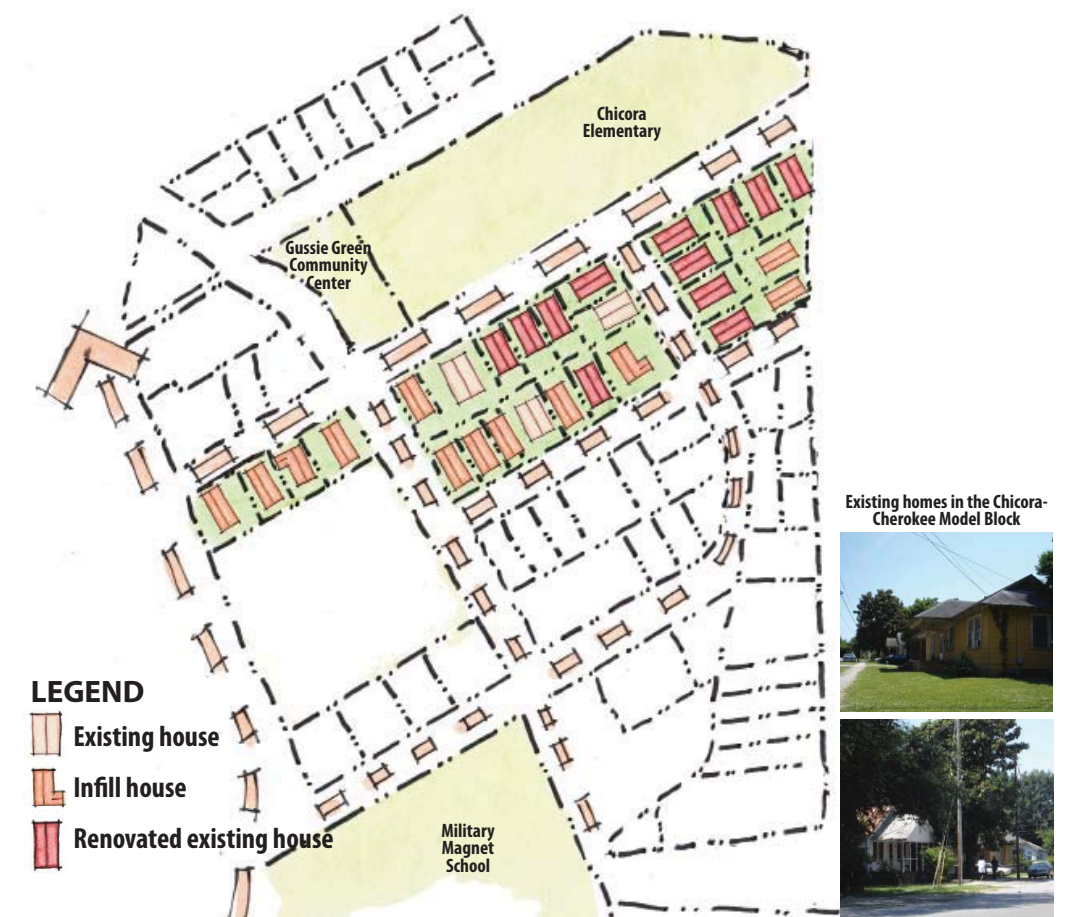 Chicora
Elementary
Gussie Green
Community
Center
Existing homes in the Chicora-
Cherokee Model Block
LEGEND
Existing house
Infill house
Renovated existing house
Military
Magnet
School